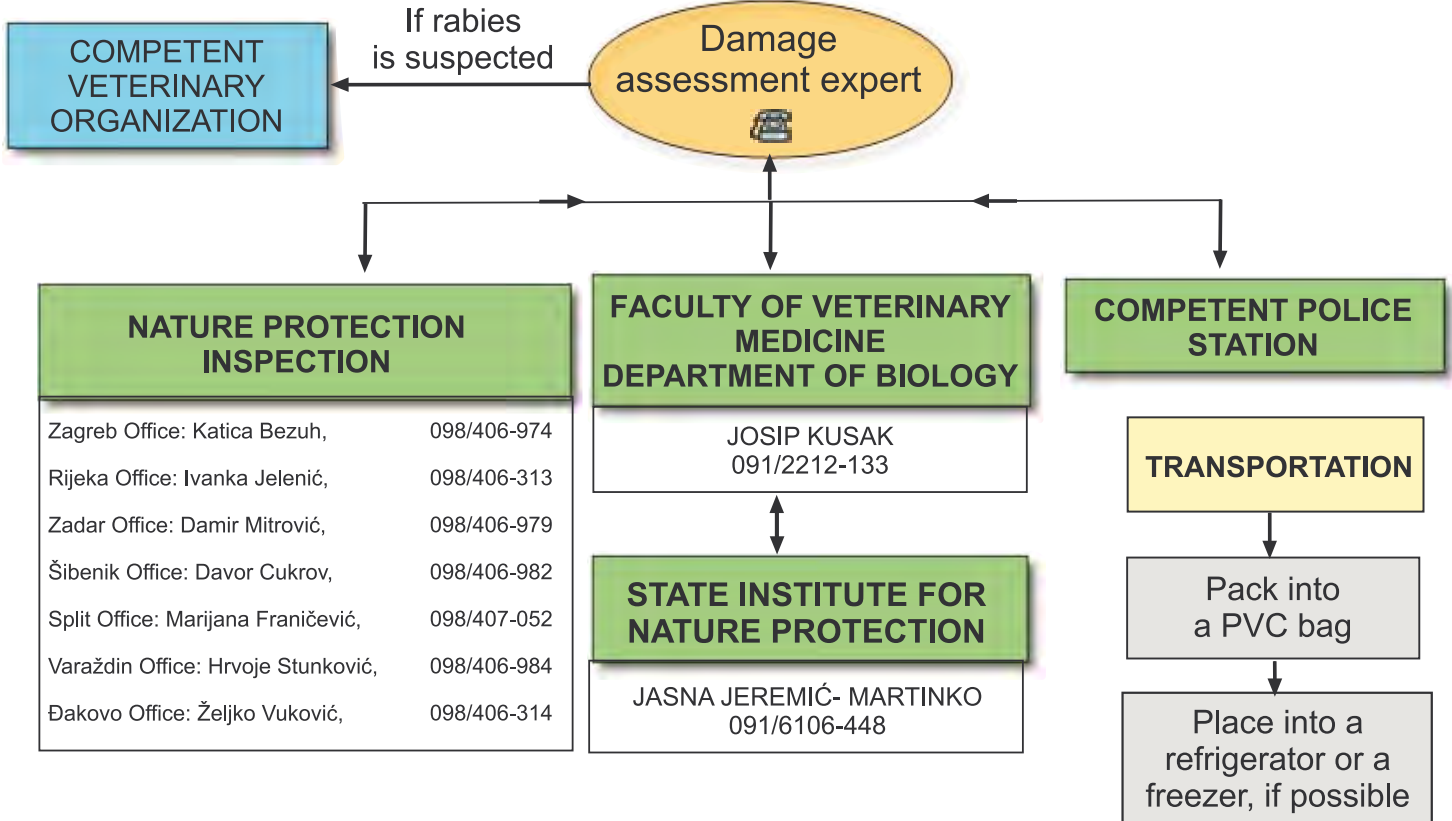 COMPETENT
VETERINARY
ORGANIZATION
If rabies
is suspected
Damage
assessment expert
NATURE PROTECTION
INSPECTION
Zagreb Office: Katica Bezuh, 098/406-974
Rijeka Office: Ivanka Jelenić, 098/406-313
Zadar Office: Damir Mitrović, 098/406-979
Šibenik Office: Davor Cukrov, 098/406-982
Split Office: Marijana Franičević, 098/407-052
Varaždin Office: Hrvoje Stunković, 098/406-984
Đakovo Office: Željko Vuković, 098/406-314
FACULTY OF VETERINARY
MEDICINE
DEPARTMENT OF BIOLOGY
JOSIP KUSAK
091/2212-133
STATE INSTITUTE FOR
NATURE PROTECTION
JASNA JEREMIĆ- MARTINKO
091/6106-448
COMPETENT POLICE
STATION
TRANSPORTATION
Pack into
a PVC bag
Place into a
refrigerator or a
freezer, if possible